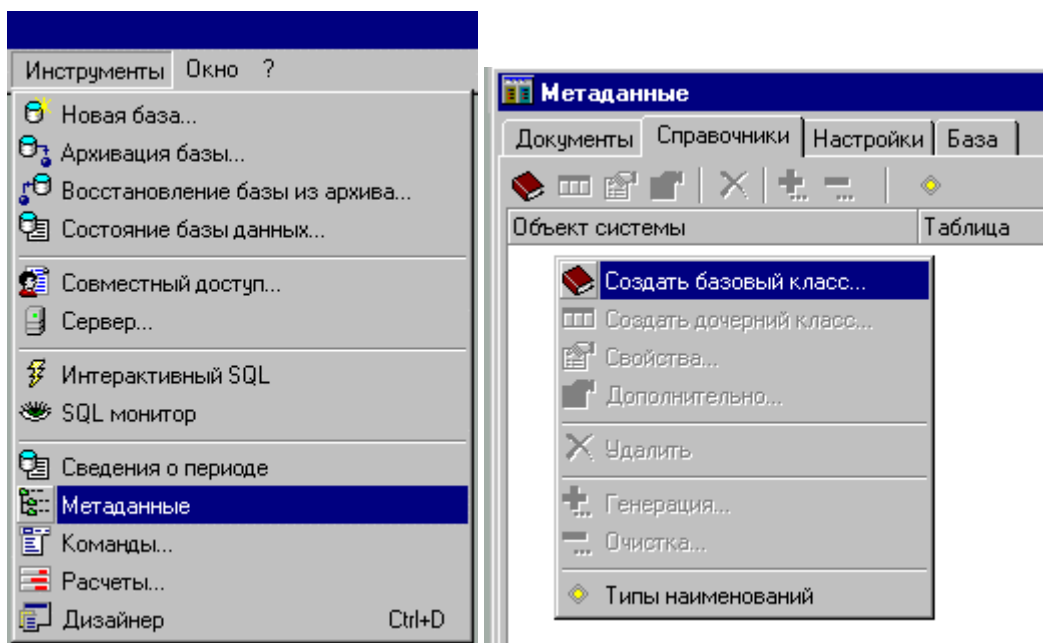 Инструменты Окно ?
Новая база...
Архивация базы...
Восстановление базы из архива...
Состояние базы данных...
Совместный доступ...
Сервер...
Интерактивный SQL
SQL монитор
Сведения о периоде
Метаданные
Команды...
Расчеты...
Дизайнер Ctrl+D
Метаданные
Документы Справочники Настройки База
Объект системы Таблица
Создать базовый класс...
Создать дочерний класс...
Свойства...
Дополнительно...
Удалить
Генерация...
Очистка...
Типы наименований